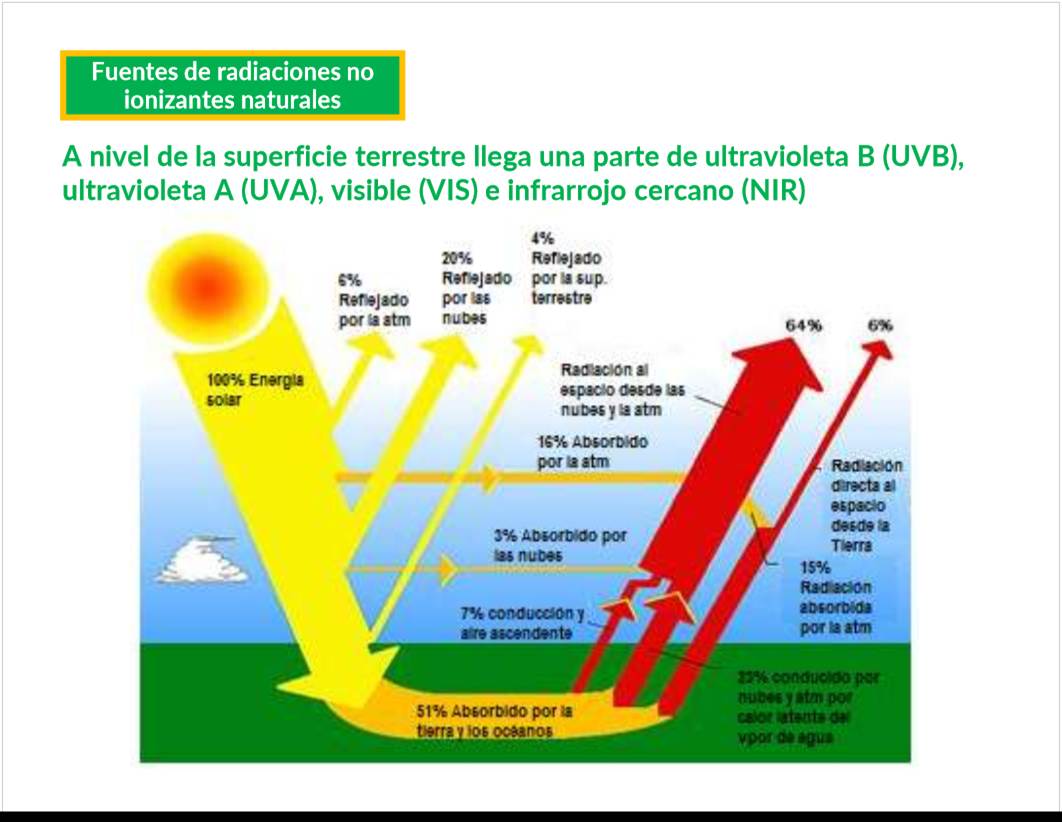 Fuentes de radiaciones no
ionizantes naturales
A nivel de la superficie terrestre llega una parte de ultravioleta B (UVB),
ultravioleta A (UVA), visible (VIS) e infrarrojo cercano (NIR)
6%
Reflejado
por la atm
20%
Reflejado
por las
nubes
4%
Reflejado
por la sup.
terrestre
64%
6%
100% Energía
solar
Radiación al
espacio desde las
nubes y la atm
16% Absorbido
por la atm
Radiación
directa al
espacio
desde la
Tierra
3% Absorbido por
las nubes
15%
Radiación
absorbida
por la atm
7% conducción y
aire ascendente
23% conducido por
nubes y atm por
calor latente del
vpor de agua
51% Absorbido por la
tierra y los océanos